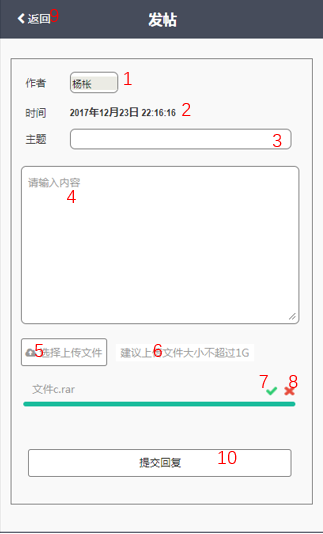 返回 9 发帖
作者 杨怅 1
时间 2017年12月23日 22:16:16 2
主题 3
请输入内容
4
5 选择上传文件 6 建议上传文件大小不超过1G
文件c.rar 7 8
提交回复 10